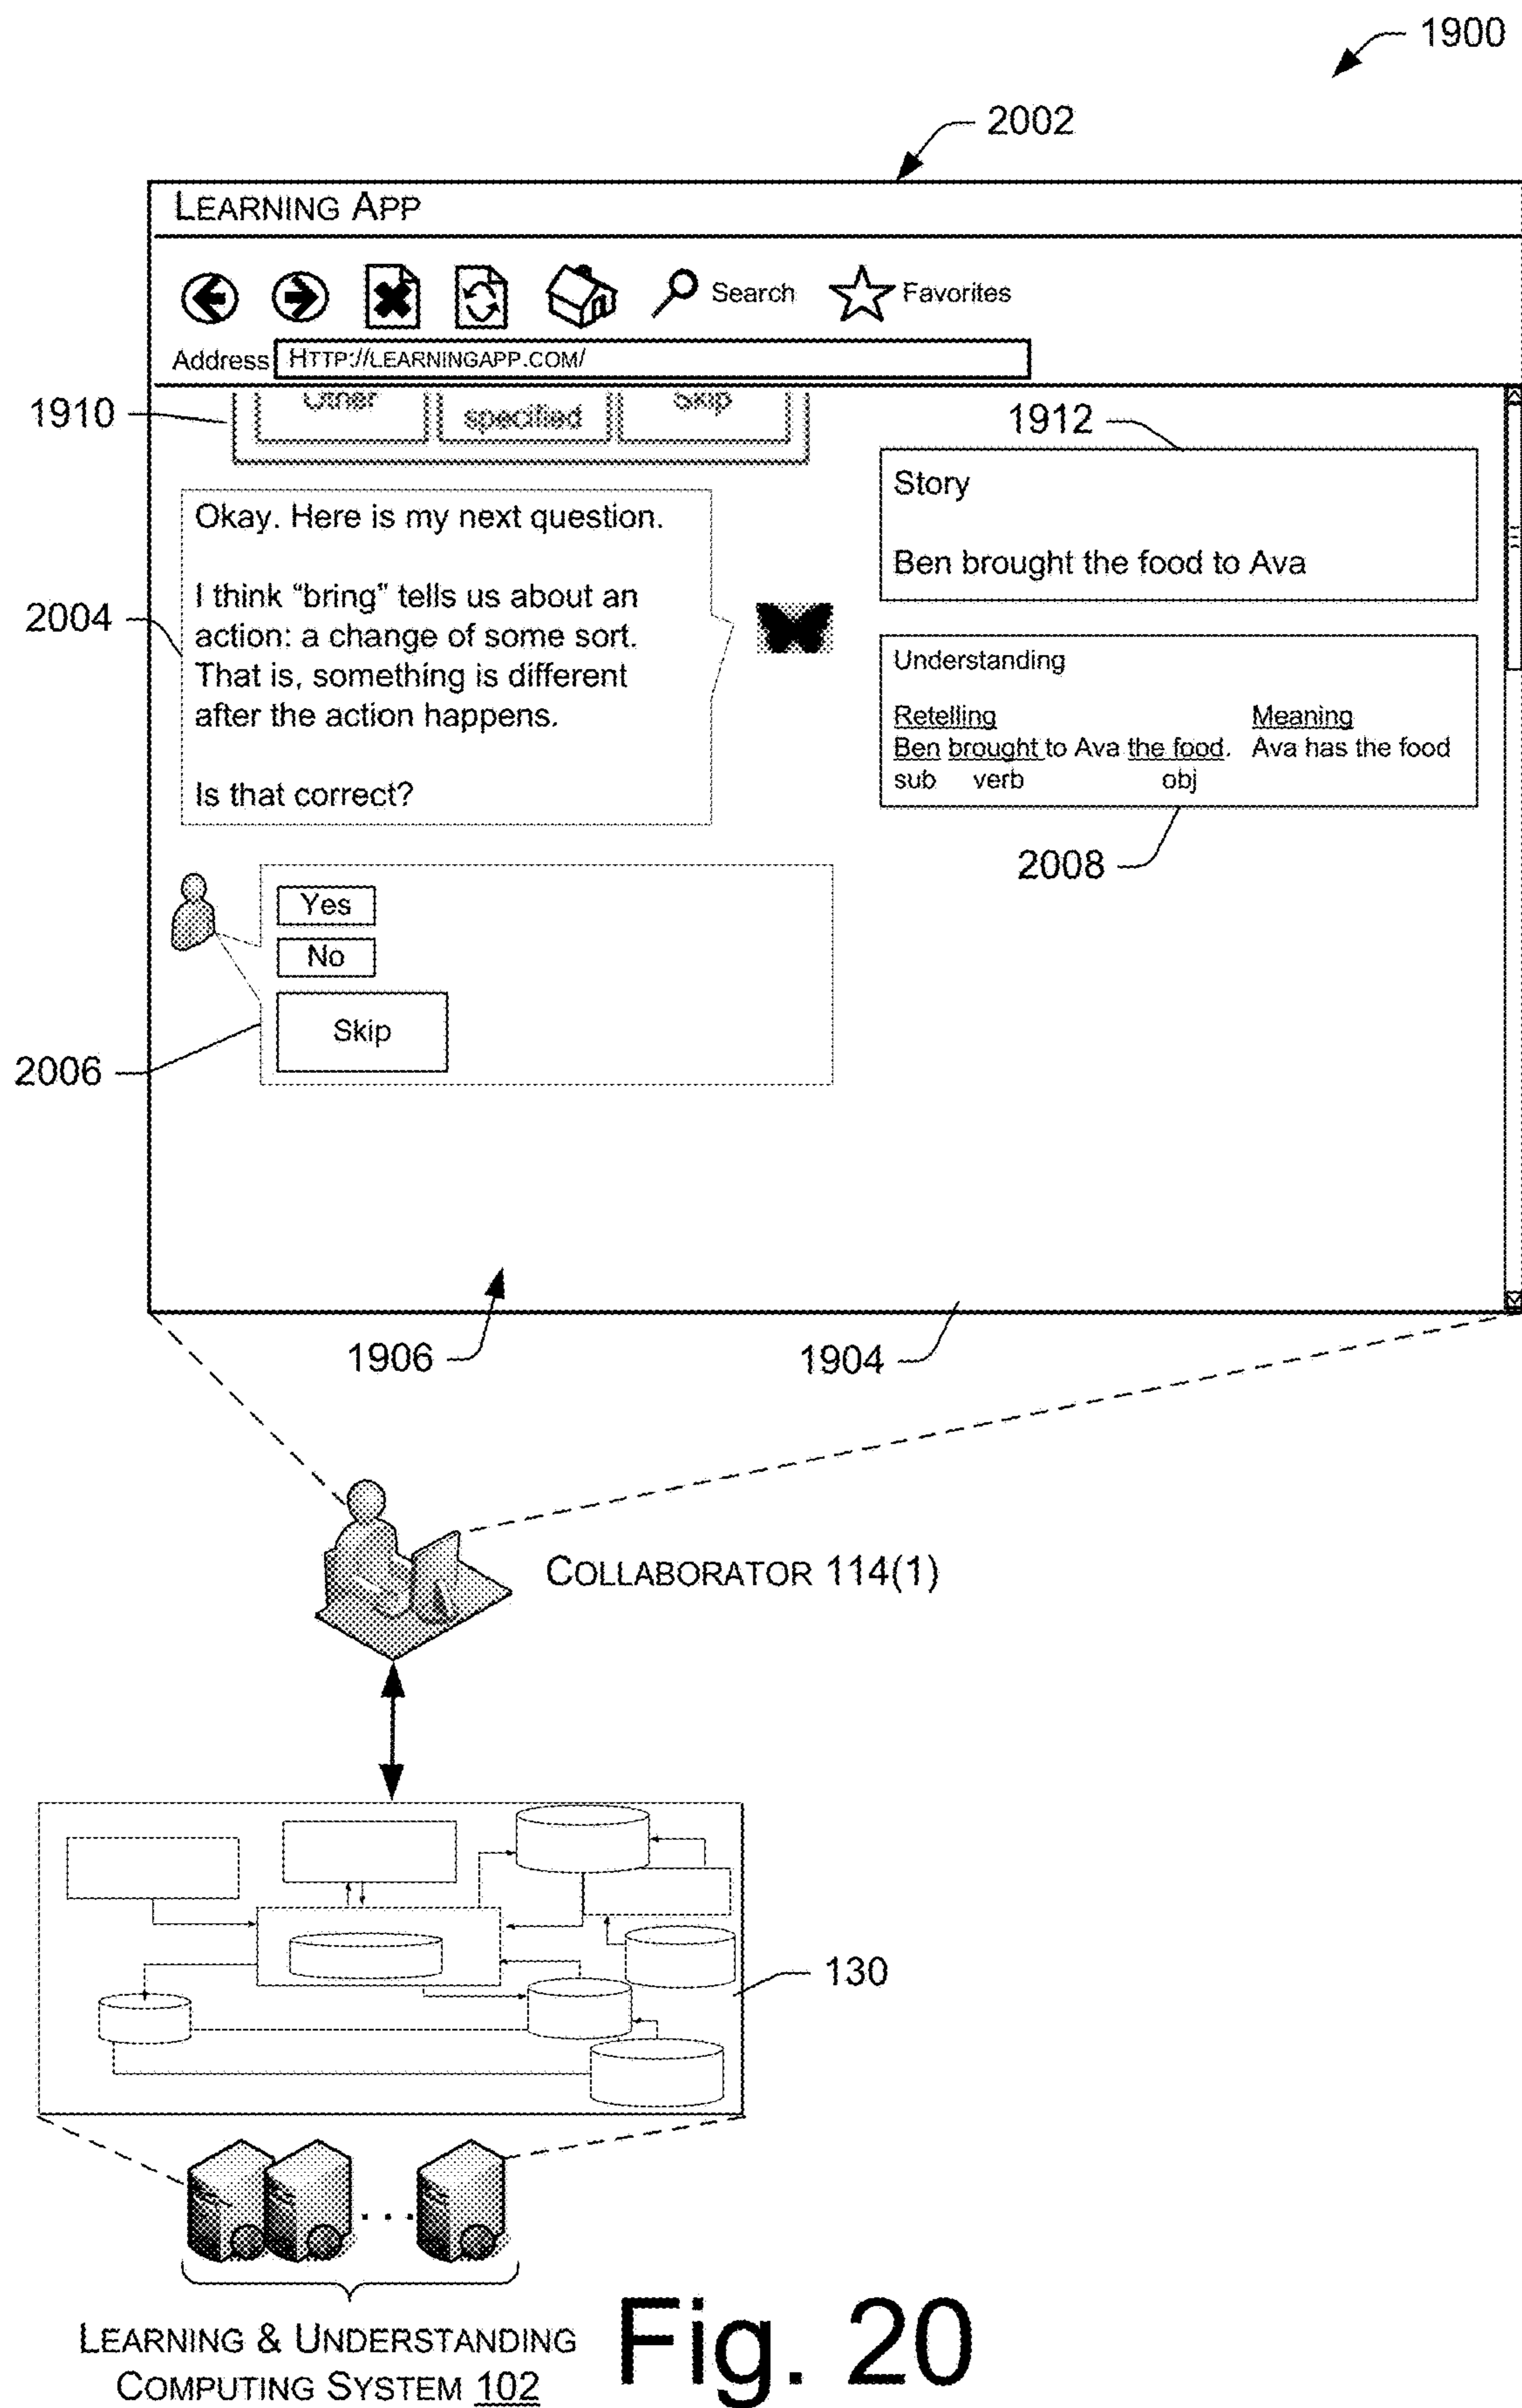 1900
2002
LEARNING APP
Search
Favorites
Address HTTP://LEARNINGAPP.COM/
1910
Other
specified
Skip
1912
Story
Ben brought the food to Ava
Okay. Here is my next question.
I think “bring” tells us about an
action: a change of some sort.
That is, something is different
after the action happens.
Is that correct?
2004
Understanding
Retelling Meaning
Ben brought to Ava the food. Ava has the food
sub verb obj
2008
Yes
No
Skip
2006
1906
1904
COLLABORATOR 114(1)
130
LEARNING & UNDERSTANDING
COMPUTING SYSTEM 102
Fig. 20